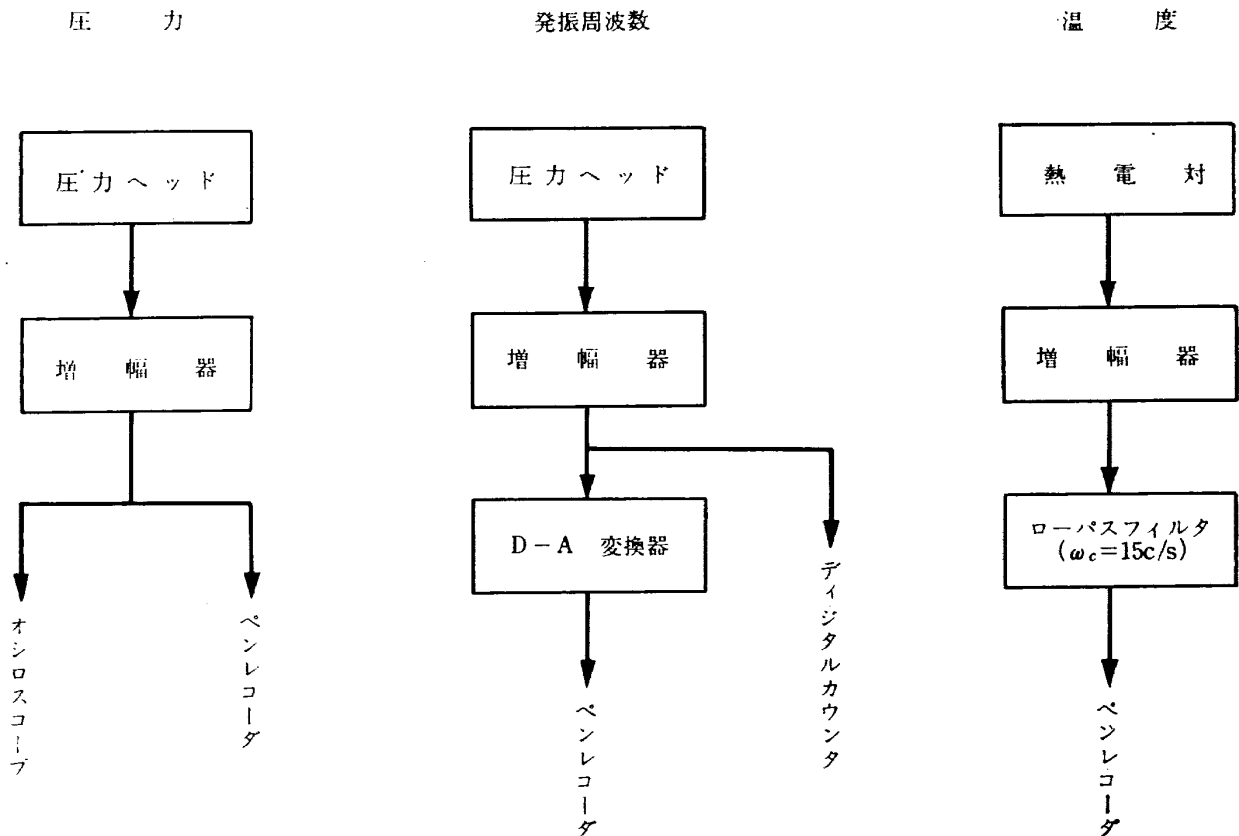 圧力
発振周波数
温度
圧力ヘッド
増幅器
オシロスコープ
ペンレコーダ
圧力ヘッド
増幅器
D-A 変換器
ペンレコーダ
ディジタルカウンタ
熱電対
増幅器
ローパスフィルタ
(ωc=15c/s)
ペンレコーダ